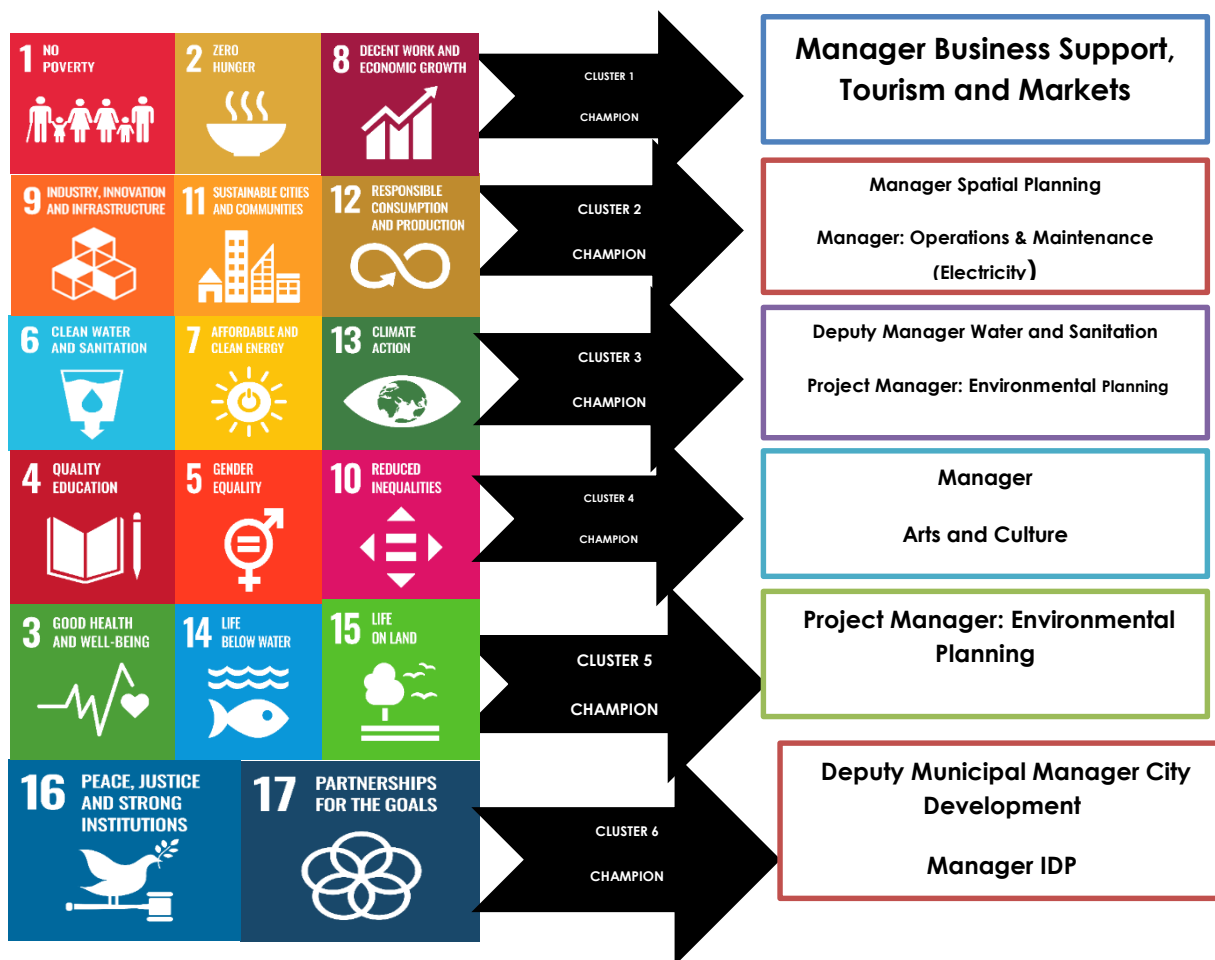 1 NO
POVERTY
2 ZERO
HUNGER
8 DECENT WORK AND
ECONOMIC GROWTH
CLUSTER 1
CHAMPION
Manager Business Support,
Tourism and Markets
9 INDUSTRY, INNOVATION
AND INFRASTRUCTURE
11 SUSTAINABLE CITIES
AND COMMUNITIES
12 RESPONSIBLE
CONSUMPTION
AND PRODUCTION
CLUSTER 2
CHAMPION
Manager Spatial Planning
Manager: Operations & Maintenance
(Electricity)
6 CLEAN WATER
AND SANITATION
7 AFFORDABLE AND
CLEAN ENERGY
13 CLIMATE
ACTION
CLUSTER 3
CHAMPION
Deputy Manager Water and Sanitation
Project Manager: Environmental Planning
4 QUALITY
EDUCATION
5 GENDER
EQUALITY
10 REDUCED
INEQUALITIES
CLUSTER 4
CHAMPION
Manager
Arts and Culture
3 GOOD HEALTH
AND WELL-BEING
14 LIFE
BELOW WATER
15 LIFE
ON LAND
CLUSTER 5
CHAMPION
Project Manager: Environmental
Planning
16 PEACE, JUSTICE
AND STRONG
INSTITUTIONS
17 PARTNERSHIPS
FOR THE GOALS
CLUSTER 6
CHAMPION
Deputy Municipal Manager City
Development
Manager IDP